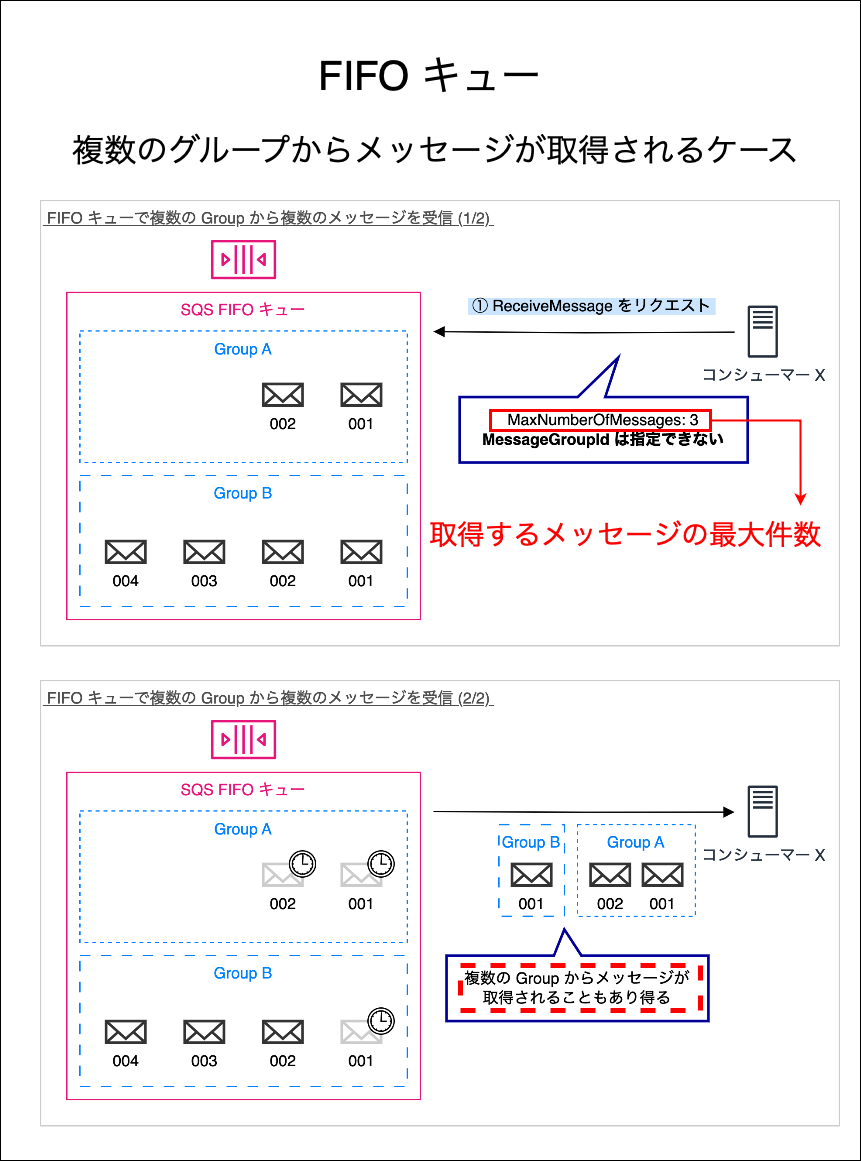 FIFO キュー
複数のグループからメッセージが取得されるケース
FIFO キューで複数の Group から複数のメッセージを受信 (1/2)
SQS FIFO キュー
Group A
002
001
Group B
004
003
002
001
① ReceiveMessage をリクエスト
コンシューマー X
MaxNumberOfMessages: 3
MessageGroupId は指定できない
取得するメッセージの最大件数
FIFO キューで複数の Group から複数のメッセージを受信 (2/2)
SQS FIFO キュー
Group A
002
001
Group B
004
003
002
001
Group B
001
Group A
002
001
コンシューマー X
複数の Group からメッセージが
取得されることもあり得る